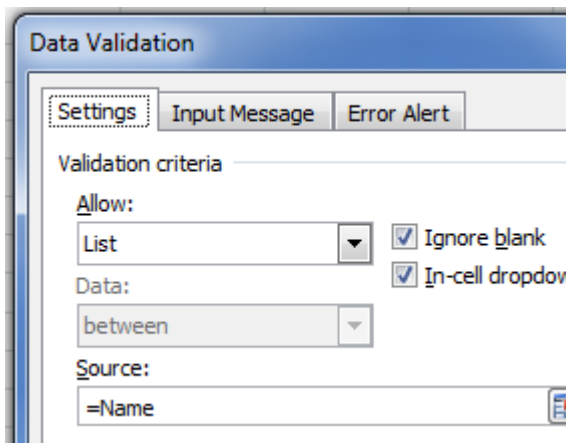 Data Validation
Settings Input Message Error Alert
Validation criteria
Allow:
List
Ignore blank
Data:
In-cell dropdow
between
Source:
=Name